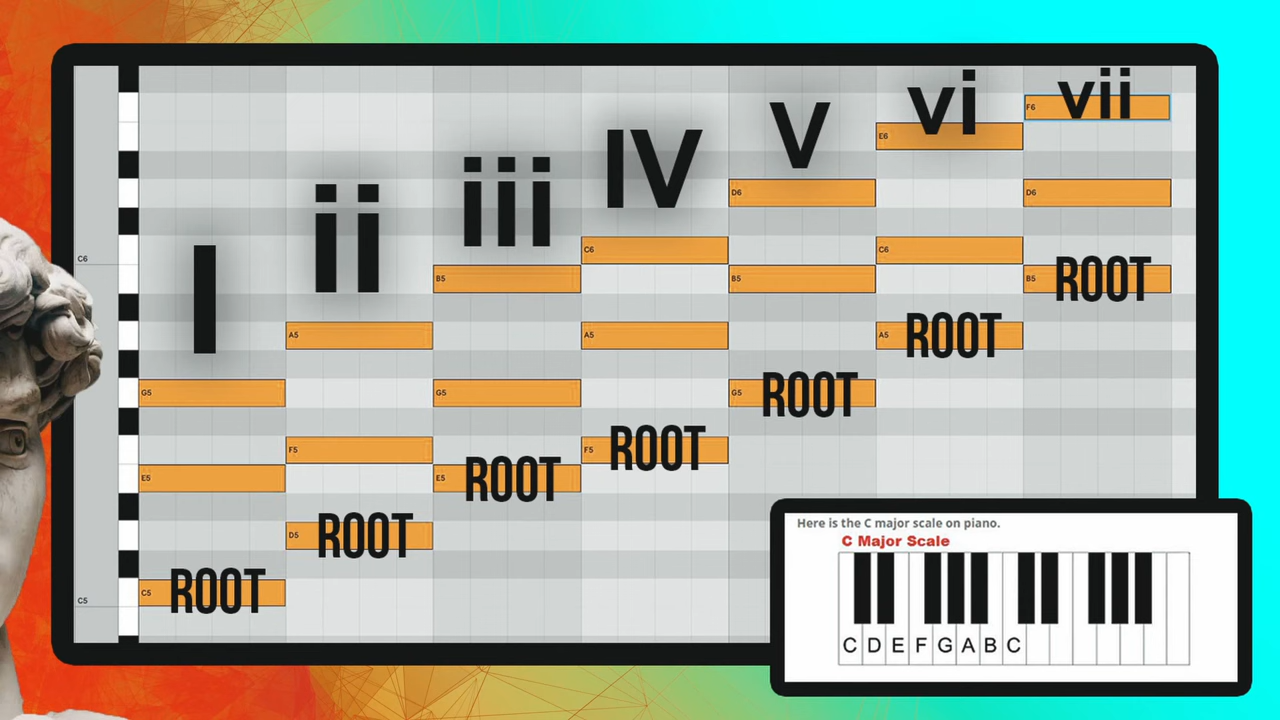 I
ii
iii
IV
V
vi
vii
F6
E6
D6
D6
C6
C6
C6
B5
B5
B5 ROOT
A5
A5
A5 ROOT
G5
G5
G5 ROOT
F5
F5 ROOT
E5
E5 ROOT
D5 ROOT
C5 ROOT
C5
Here is the C major scale on piano.
C Major Scale
C D E F G A B C